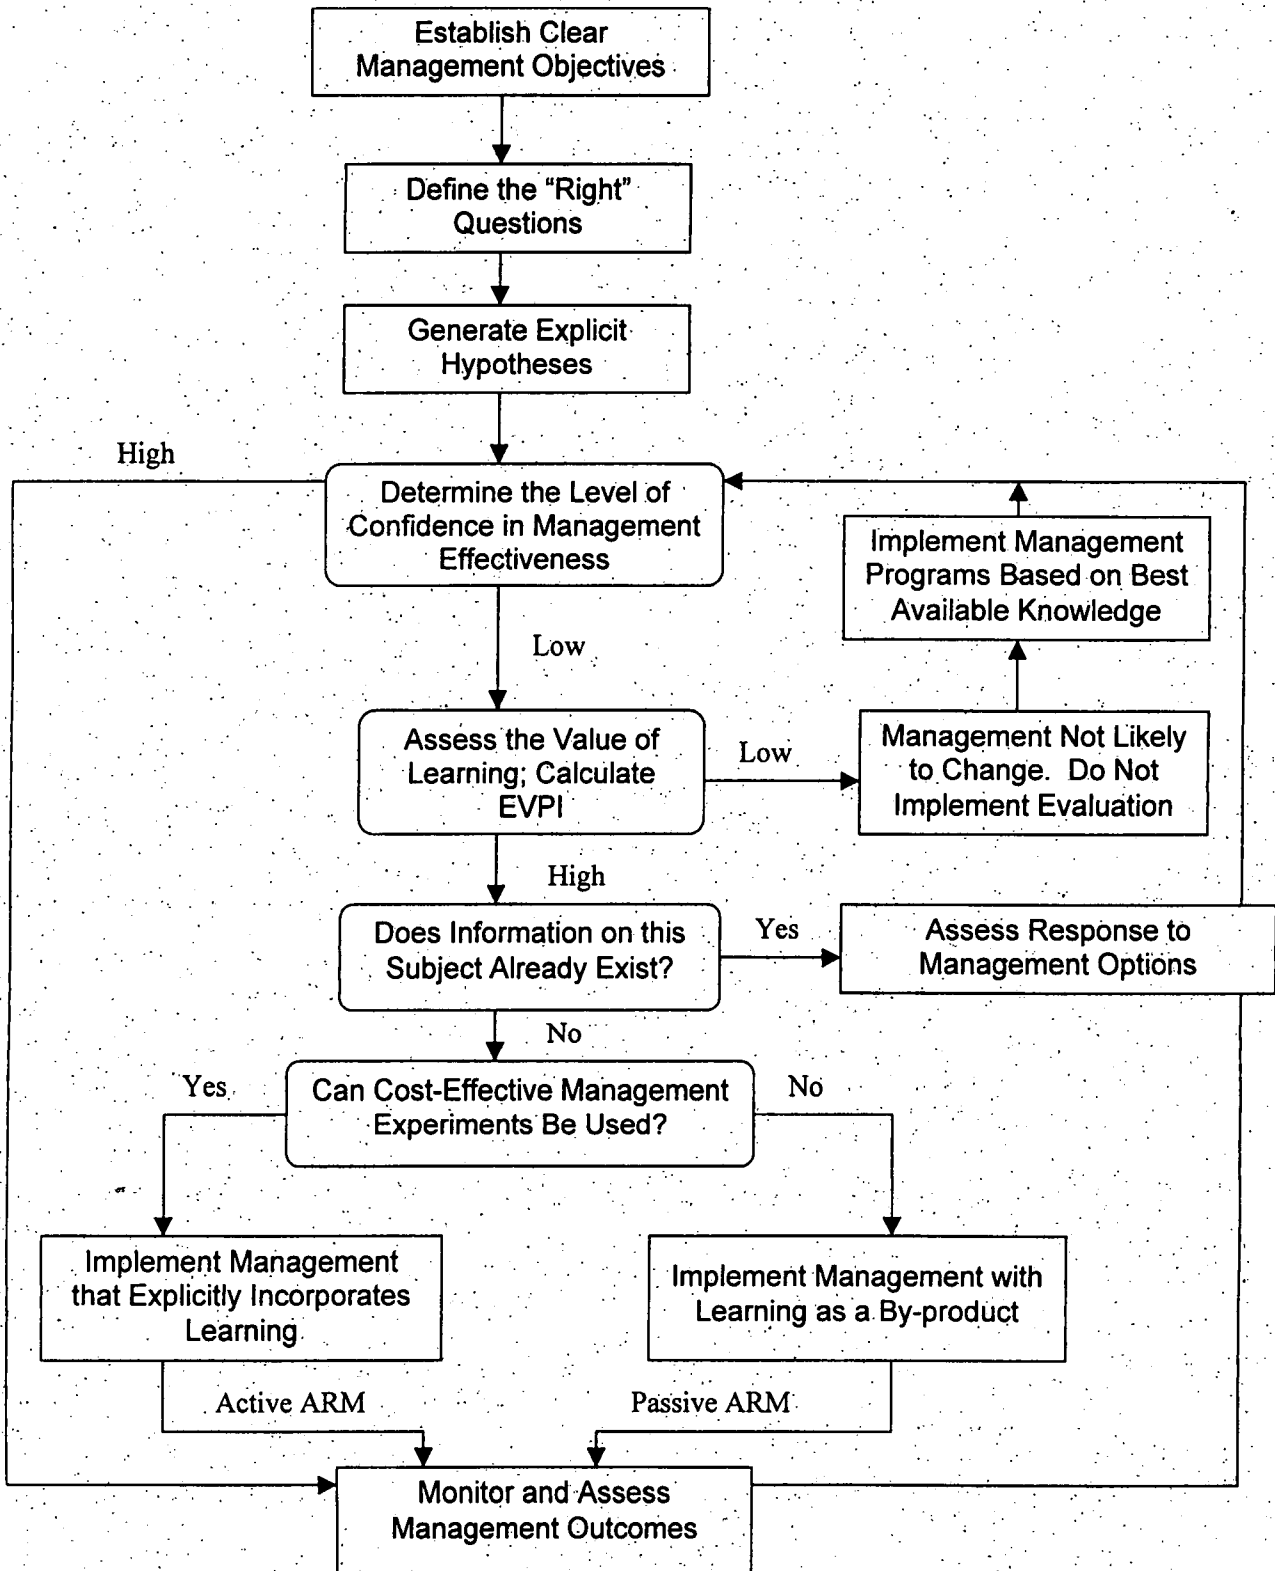 Establish Clear
Management Objectives
Define the “Right”
Questions
Generate Explicit
Hypotheses
High
Determine the Level of
Confidence in Management
Effectiveness
Implement Management
Programs Based on Best
Available Knowledge
Low
Assess the Value of
Learning; Calculate
EVPI
Low
Management Not Likely
to Change. Do Not
Implement Evaluation
High
Does Information on this
Subject Already Exist?
Yes
Assess Response to
Management Options
No
Yes
Can Cost-Effective Management
Experiments Be Used?
No
Implement Management
that Explicitly Incorporates
Learning
Implement Management with
Learning as a By-product
Active ARM
Passive ARM
Monitor and Assess
Management Outcomes